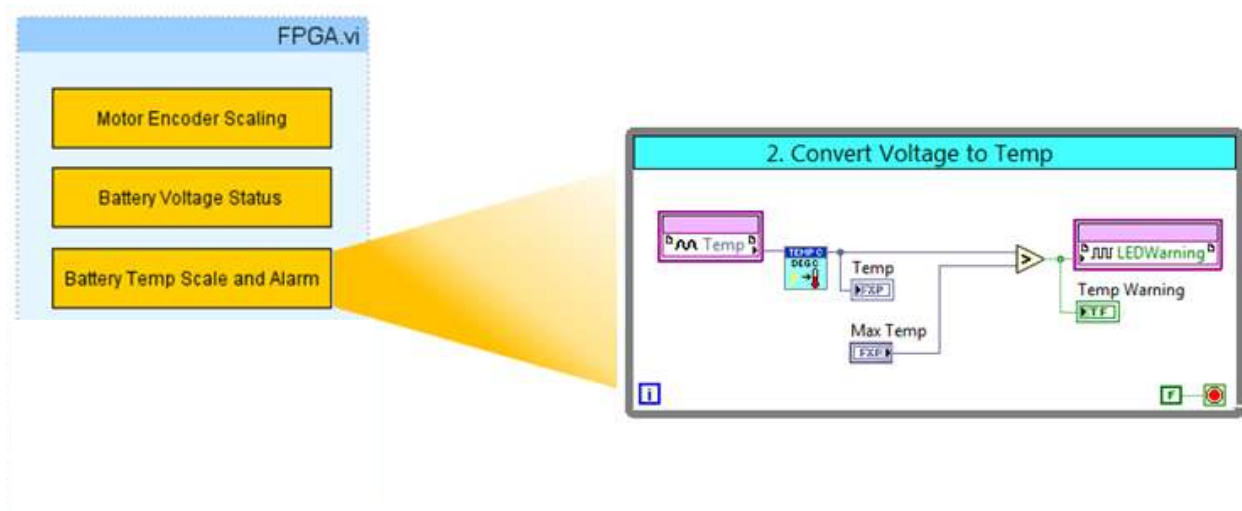 FPGA.vi
Motor Encoder Scaling
Battery Voltage Status
Battery Temp Scale and Alarm
2. Convert Voltage to Temp
Temp
TEMP C
DEG C
Temp
FXP
Max Temp
FXP
>
LEDWarning
Temp Warning
TF
i
F